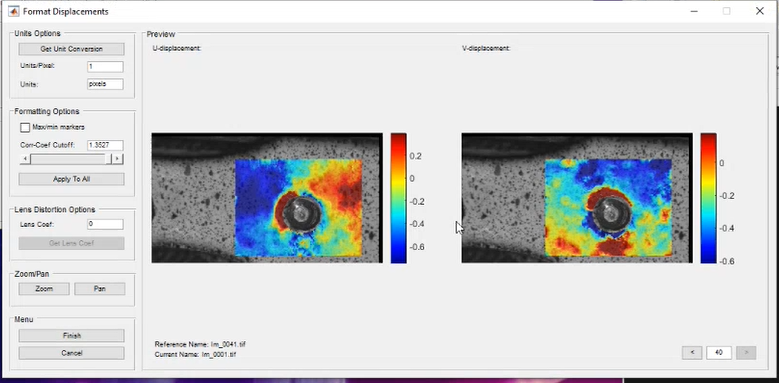 Format Displacements
Units Options
Get Unit Conversion
Units/Pixel: 1
Units: pixels
Formatting Options
Max/min markers
Corr-Coef Cutoff: 1.3527
Apply To All
Lens Distortion Options
Lens Coef: 0
Get Lens Coef
Zoom/Pan
Zoom Pan
Menu
Finish
Cancel
Preview
U-displacement:
0.2
0
-0.2
-0.4
-0.6
V-displacement:
0
-0.2
-0.4
-0.6
Reference Name: Im_0041.tif
Current Name: Im_0001.tif
< 40 >